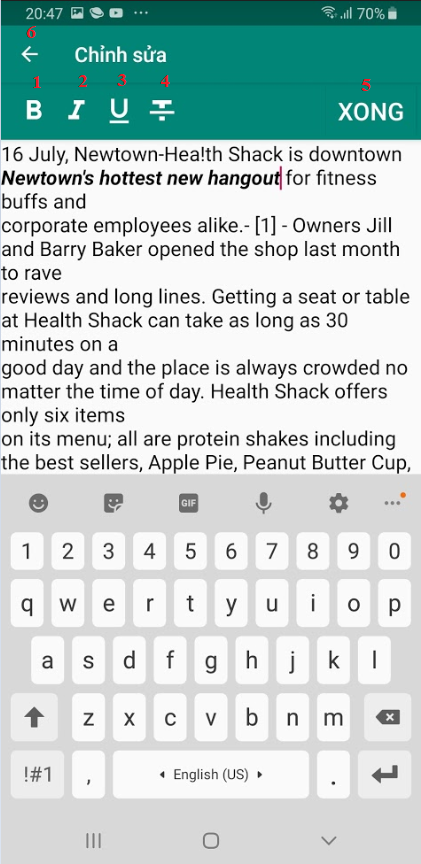 20:47 ... 70%
6
Chỉnh sửa
1 2 3 4 5
B I U T XONG
16 July, Newtown-Hea!th Shack is downtown
Newtown's hottest new hangout for fitness
buffs and
corporate employees alike.- [1] - Owners Jill
and Barry Baker opened the shop last month
to rave
reviews and long lines. Getting a seat or table
at Health Shack can take as long as 30
minutes on a
good day and the place is always crowded no
matter the time of day. Health Shack offers
only six items
on its menu; all are protein shakes including
the best sellers, Apple Pie, Peanut Butter Cup,
GIF
1 2 3 4 5 6 7 8 9 0
q w e r t y u i o p
a s d f g h j k l
z x c v b n m
!#1 , English (US) .